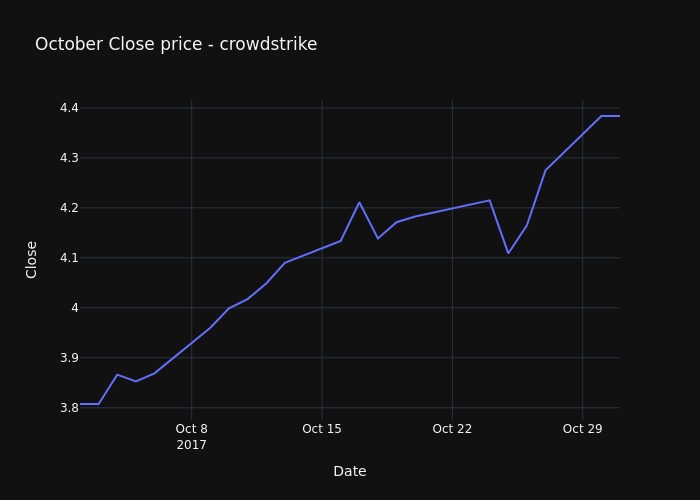 October Close price - crowdstrike
Close
4.4
4.3
4.2
4.1
4
3.9
3.8
Oct 8
2017
Oct 15
Oct 22
Oct 29
Date